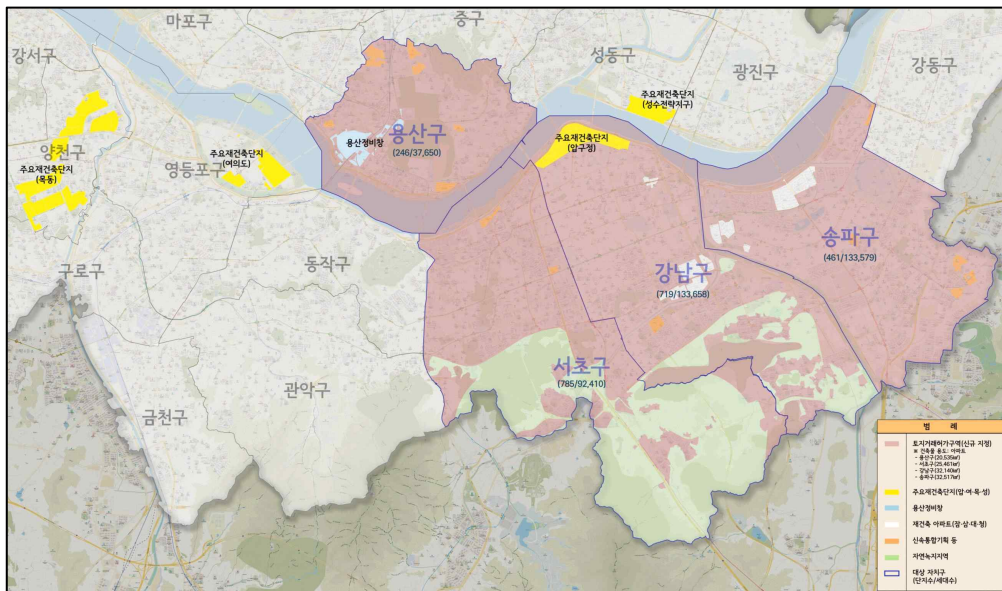 마포구
중구
강서구
성동구
광진구
강동구
주요재건축단지
(성수전략지구)
용산정비창
용산구
(246/37,650)
주요재건축단지
(압구정)
양천구
주요재건축단지
(목동)
주요재건축단지
(여의도)
영등포구
송파구
(461/133,579)
강남구
(719/133,658)
구로구
동작구
서초구
(785/92,410)
관악구
금천구
범 례
토지거래허가구역(신규 지정)
※ 건축물 용도: 아파트
- 용산구(20,535㎢)
- 서초구(25,461㎢)
- 강남구(32,140㎢)
- 송파구(32,517㎢)
주요재건축단지(압·여·목·성)
용산정비창
재건축 아파트(잠·삼·대·청)
신속통합기획 등
자연녹지지역
대상 자치구
(단지수/세대수)